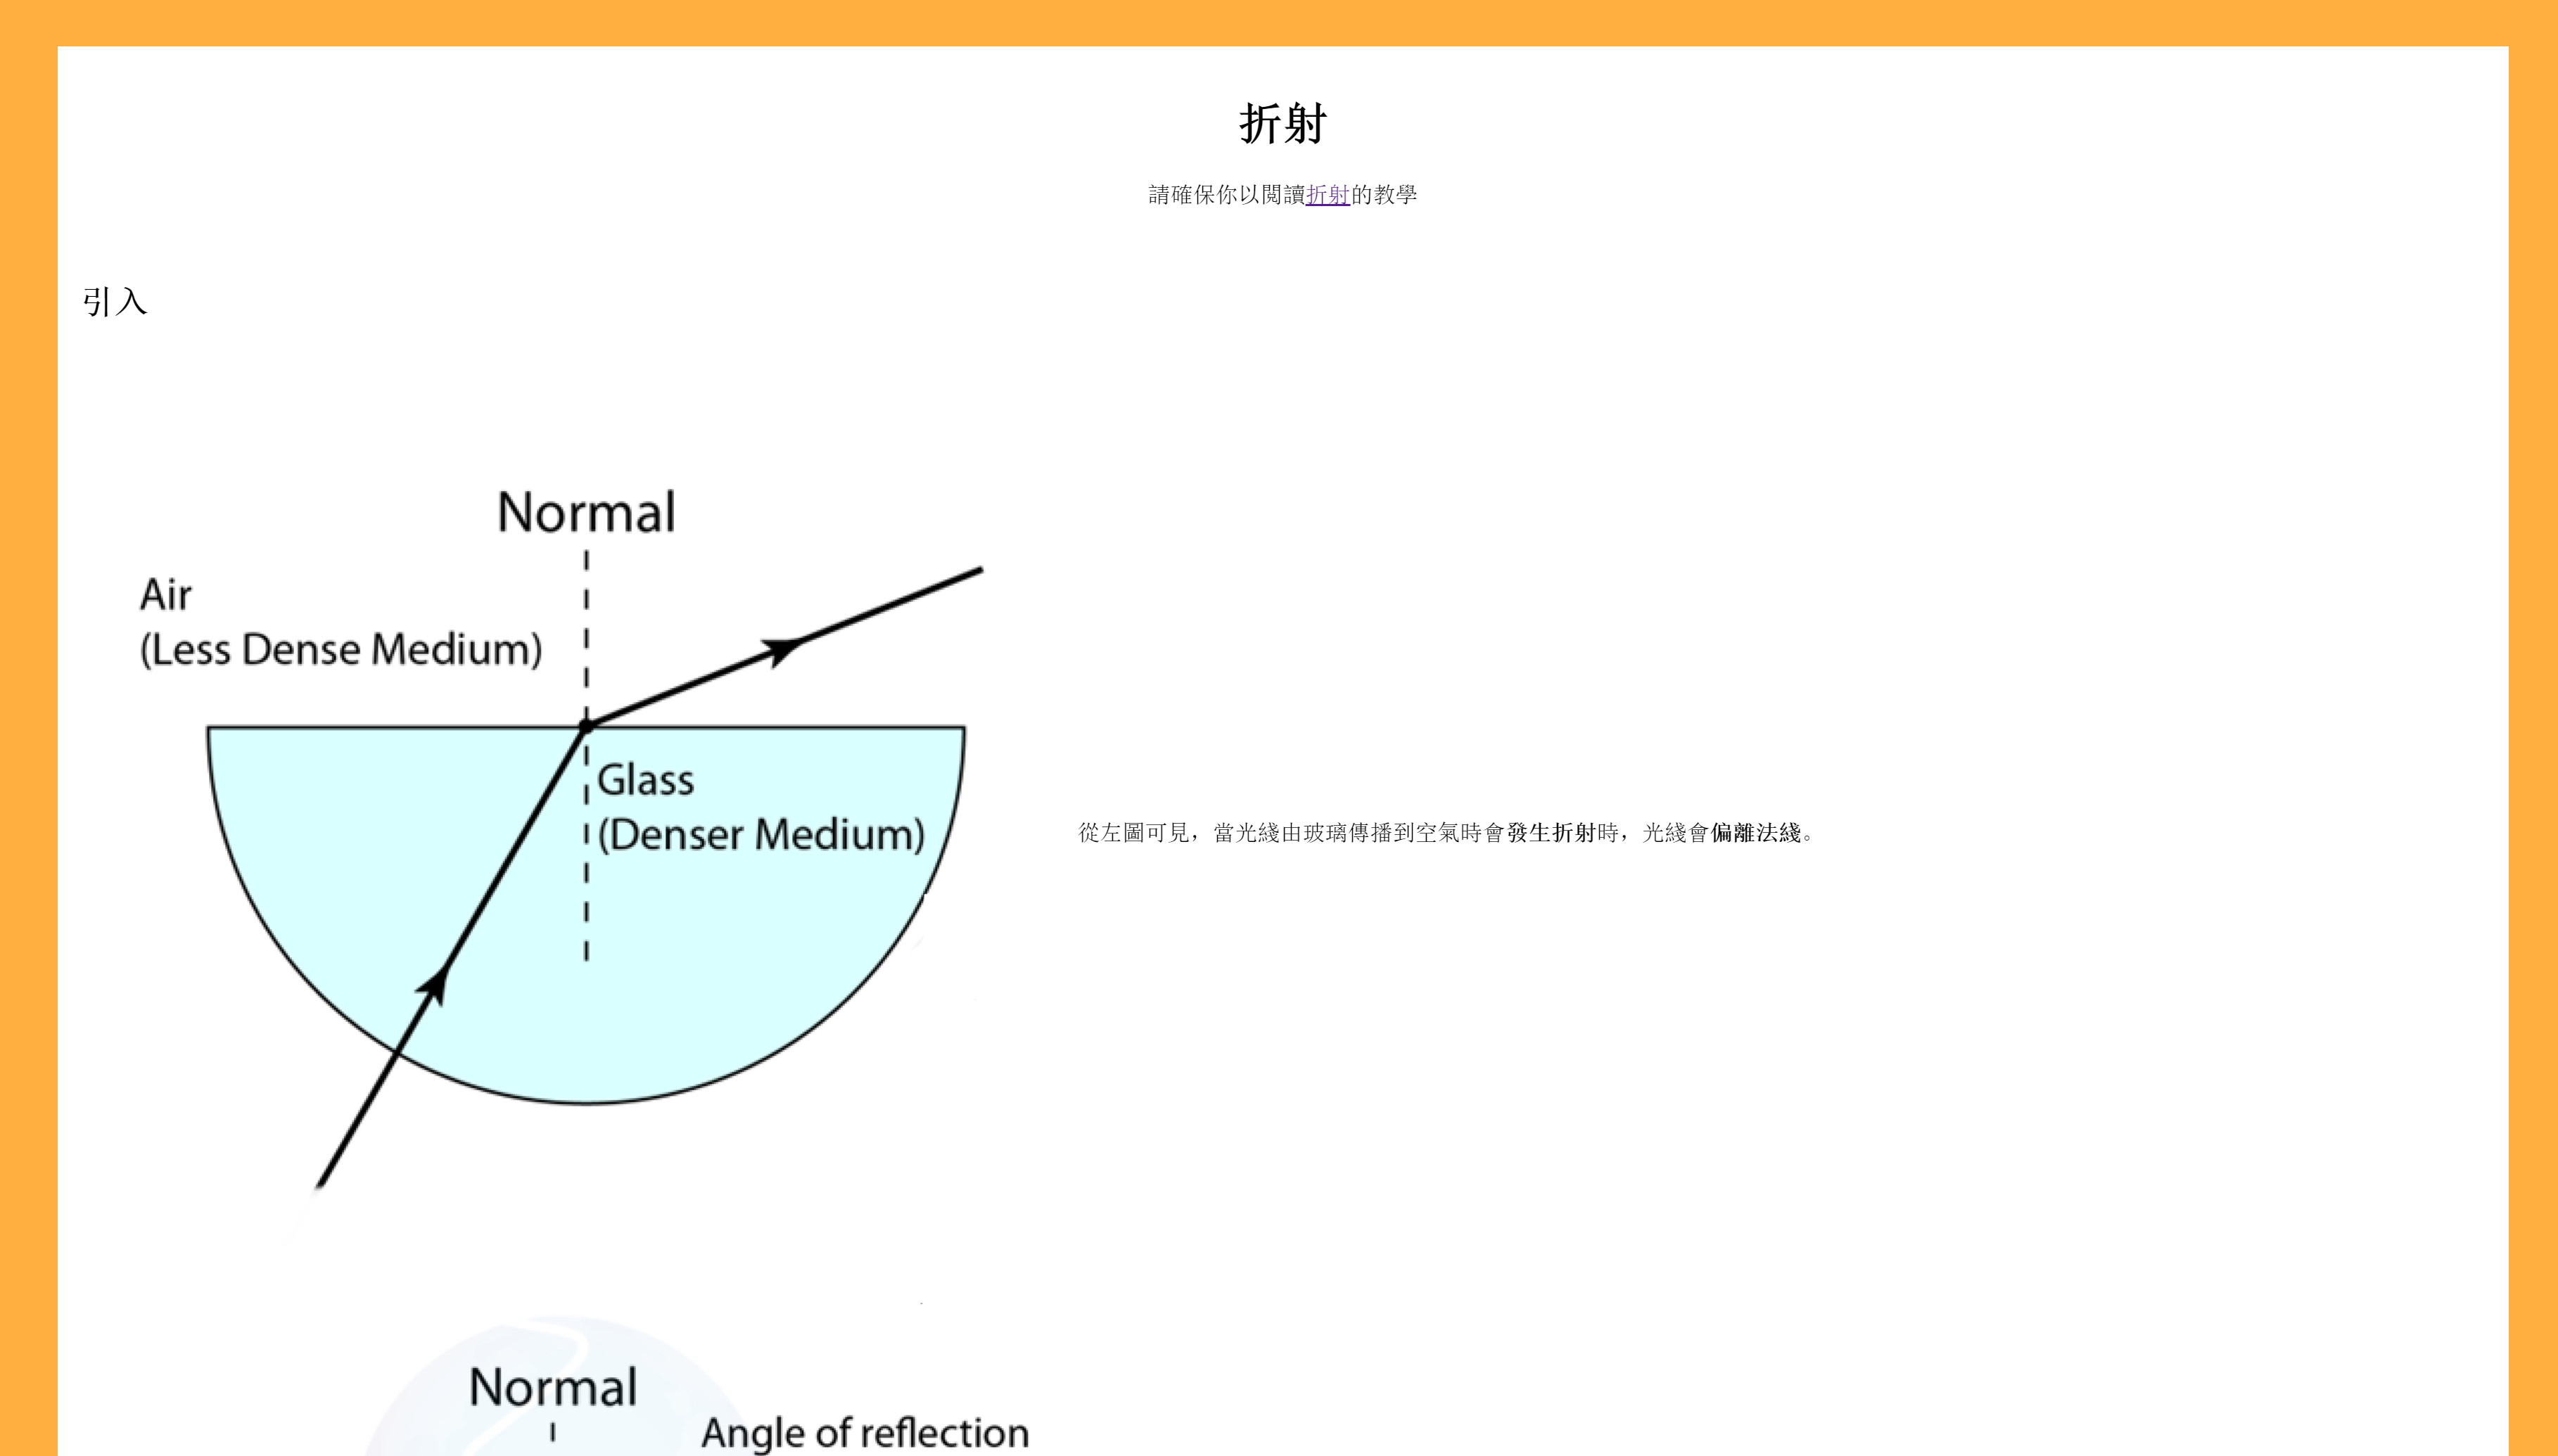 折射
請確保你以閱讀折射的教學
引入
Normal
Air
(Less Dense Medium)
Glass
(Denser Medium)
從左圖可見，當光綫由玻璃傳播到空氣時會發生折射時，光綫會偏離法綫。
Normal
Angle of reflection